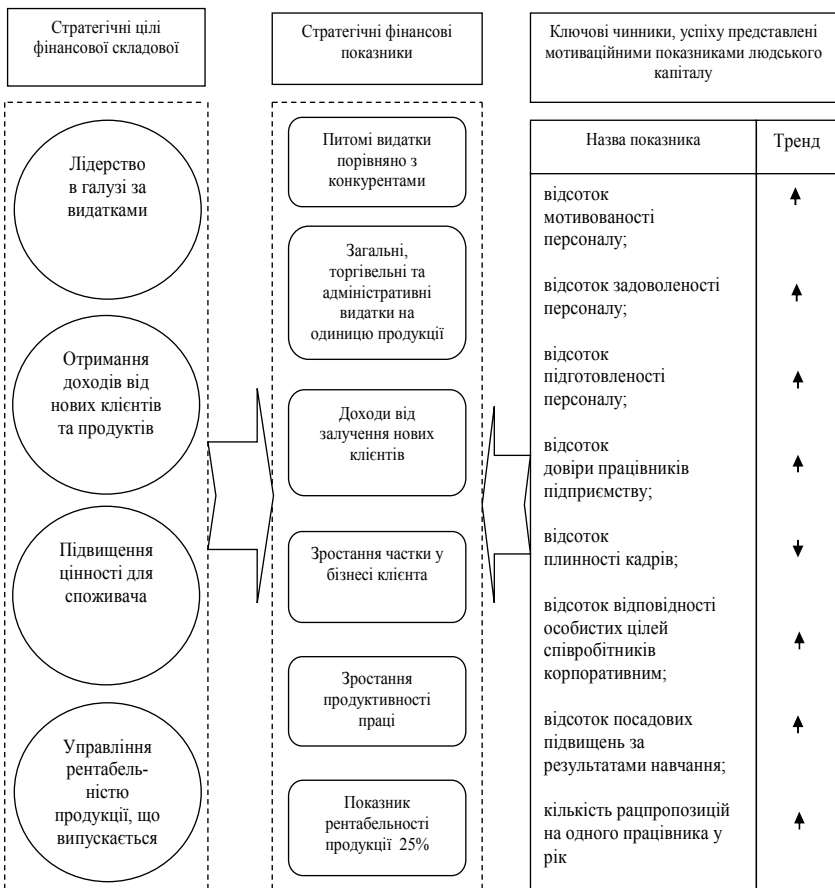 Стратегічні цілі
фінансової складової
Стратегічні фінансові
показники
Ключові чинники, успіху представлені
мотиваційними показниками людського
капіталу
Лідерство
в галузі за
видатками
Отримання
доходів від
нових клієнтів
та продуктів
Підвищення
цінності для
споживача
Управління
рентабель-
ністю
продукції, що
випускається
Питомі видатки
порівняно з
конкурентами
Загальні,
торгівельні та
адміністративні
видатки на
одиницю продукції
Доходи від
залучення нових
клієнтів
Зростання частки у
бізнесі клієнта
Зростання
продуктивності
праці
Показник
рентабельності
продукції 25%
Назва показника
Тренд
відсоток
мотивованості
персоналу;
відсоток задоволеності
персоналу;
відсоток
підготовленості
персоналу;
відсоток
довіри працівників
підприємству;
відсоток
плинності кадрів;
відсоток відповідності
особистих цілей
співробітників
корпоративним;
відсоток посадових
підвищень за
результатами навчання;
кількість рацпропозицій
на одного працівника у
рік